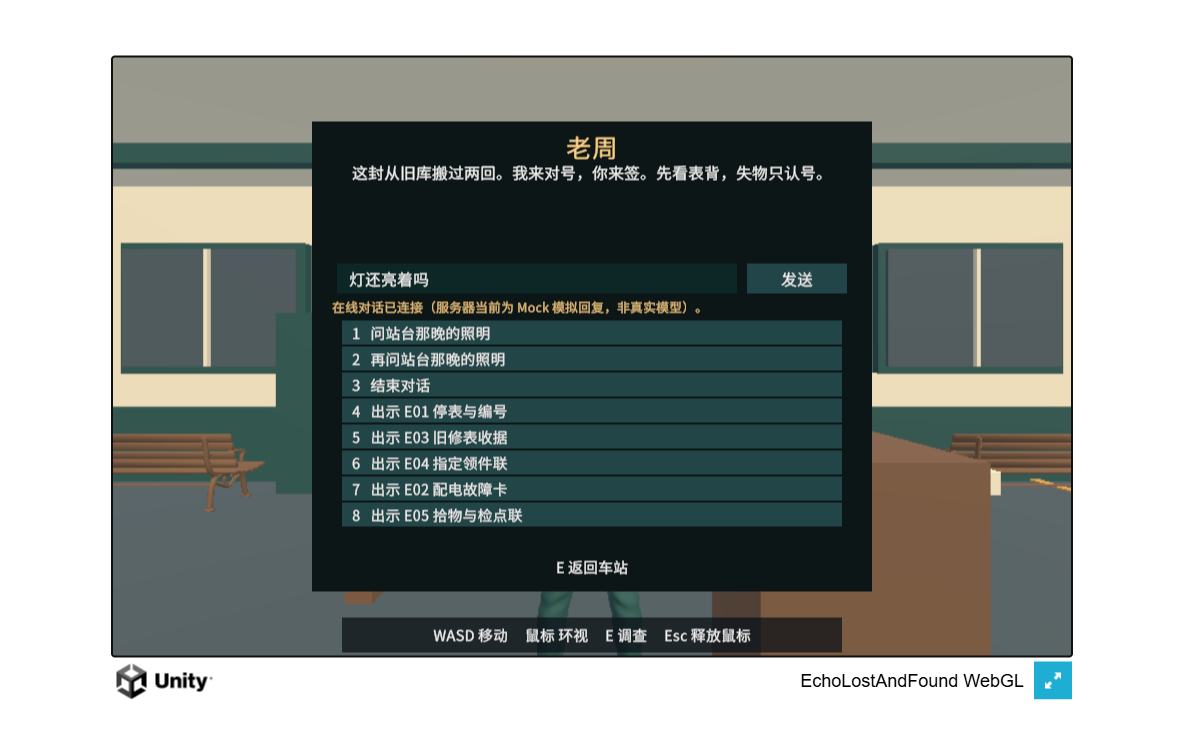 老周
这封从旧库搬过两回。我来对号，你来签。先看表背，失物只认号。
灯还亮着吗
发送
在线对话已连接（服务器当前为 Mock 模拟回复，非真实模型）。
1 问站台那晚的照明
2 再问站台那晚的照明
3 结束对话
4 出示 E01 停表与编号
5 出示 E03 旧修表收据
6 出示 E04 指定领件联
7 出示 E02 配电故障卡
8 出示 E05 拾物与检点联
E 返回车站
WASD 移动 鼠标 环视 E 调查 Esc 释放鼠标
Unity
EchoLostAndFound WebGL